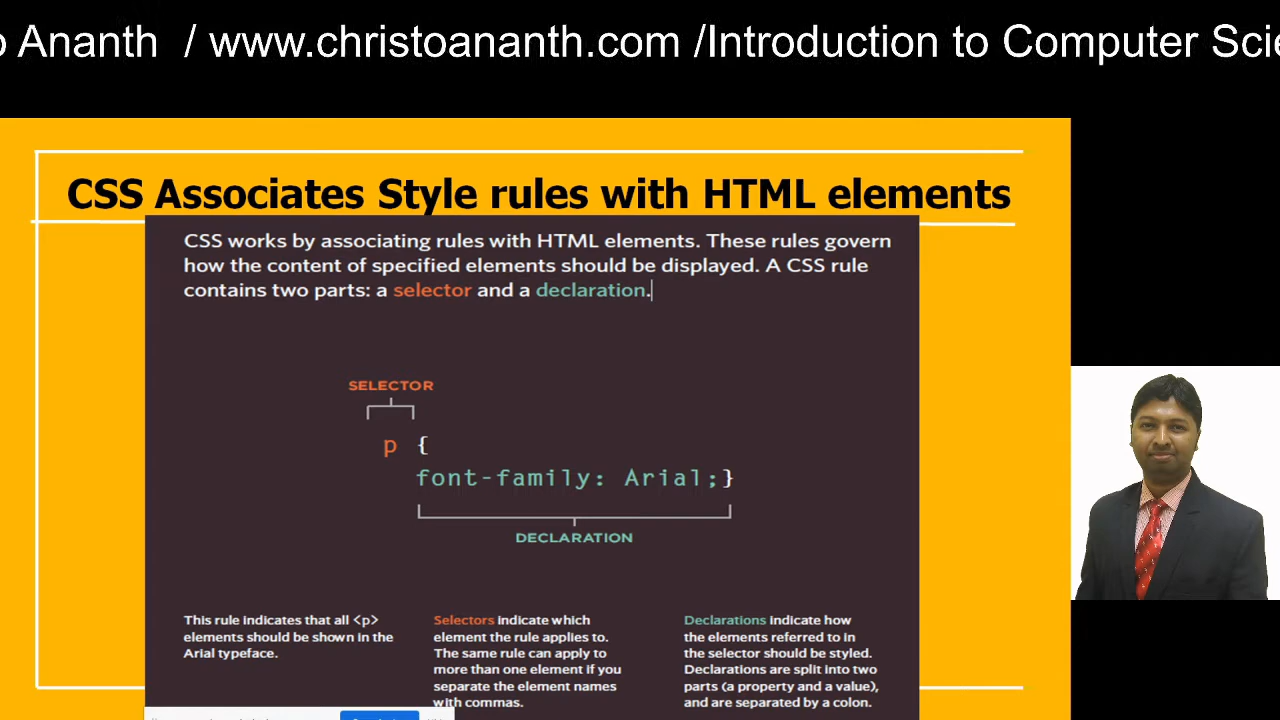 Ananth / www.christoananth.com /Introduction to Computer
CSS Associates Style rules with HTML elements
CSS works by associating rules with HTML elements. These rules govern
how the content of specified elements should be displayed. A CSS rule
contains two parts: a selector and a declaration.
SELECTOR
p {
font-family: Arial;}
DECLARATION
This rule indicates that all <p>
elements should be shown in the
Arial typeface.
Selectors indicate which
element the rule applies to.
The same rule can apply to
more than one element if you
separate the element names
with commas.
Declarations indicate how
the elements referred to in
the selector should be styled.
Declarations are split into two
parts (a property and a value),
and are separated by a colon.